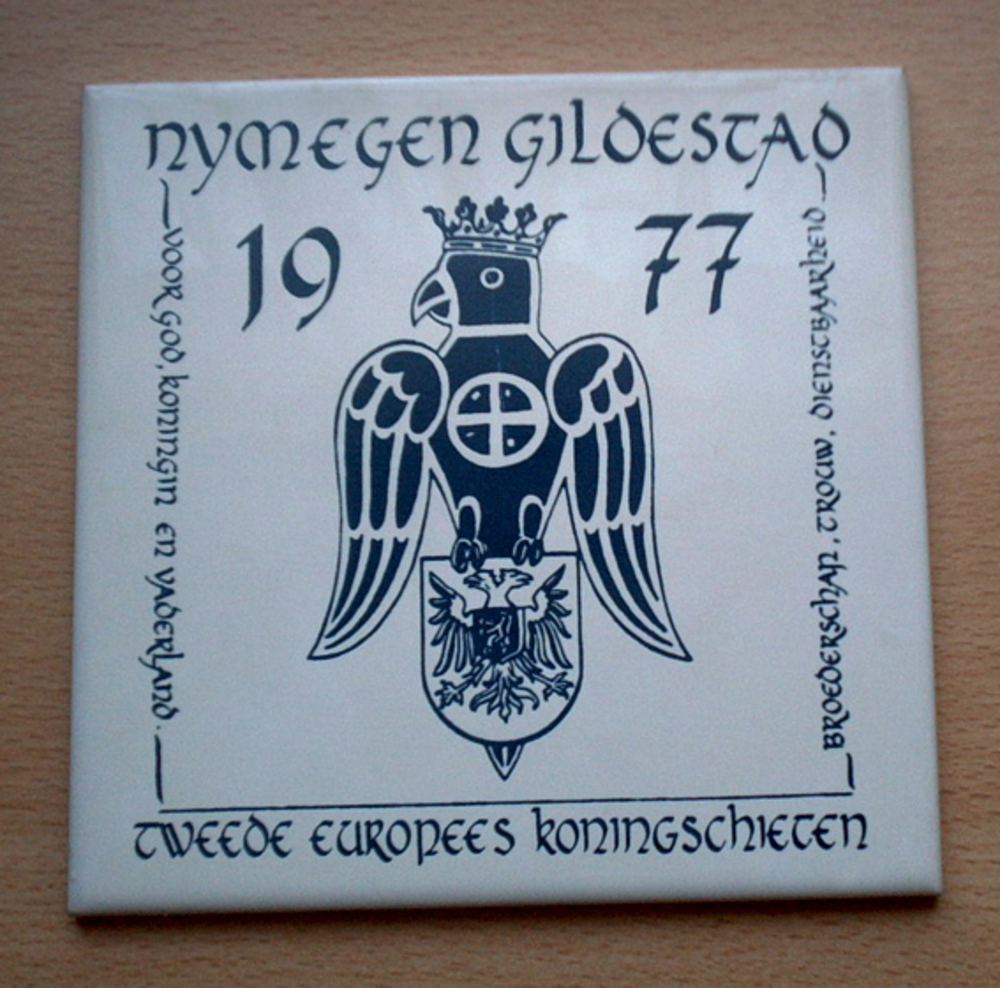 NYMEGEN GILDESTAD
19 77
VOOR GOD, KONINGIN EN VADERLAND.
BROEDERSCHAP, TROUW, DIENSTBAARHEID
TWEEDE EUROPEES KONINGSCHIETEN